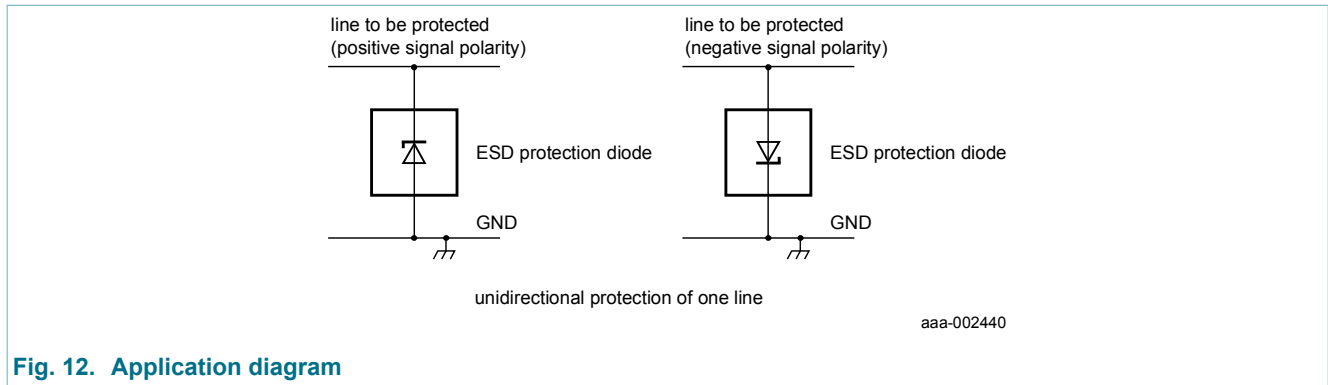 line to be protected
(positive signal polarity)
ESD protection diode
GND
line to be protected
(negative signal polarity)
ESD protection diode
GND
unidirectional protection of one line
aaa-002440
Fig. 12. Application diagram